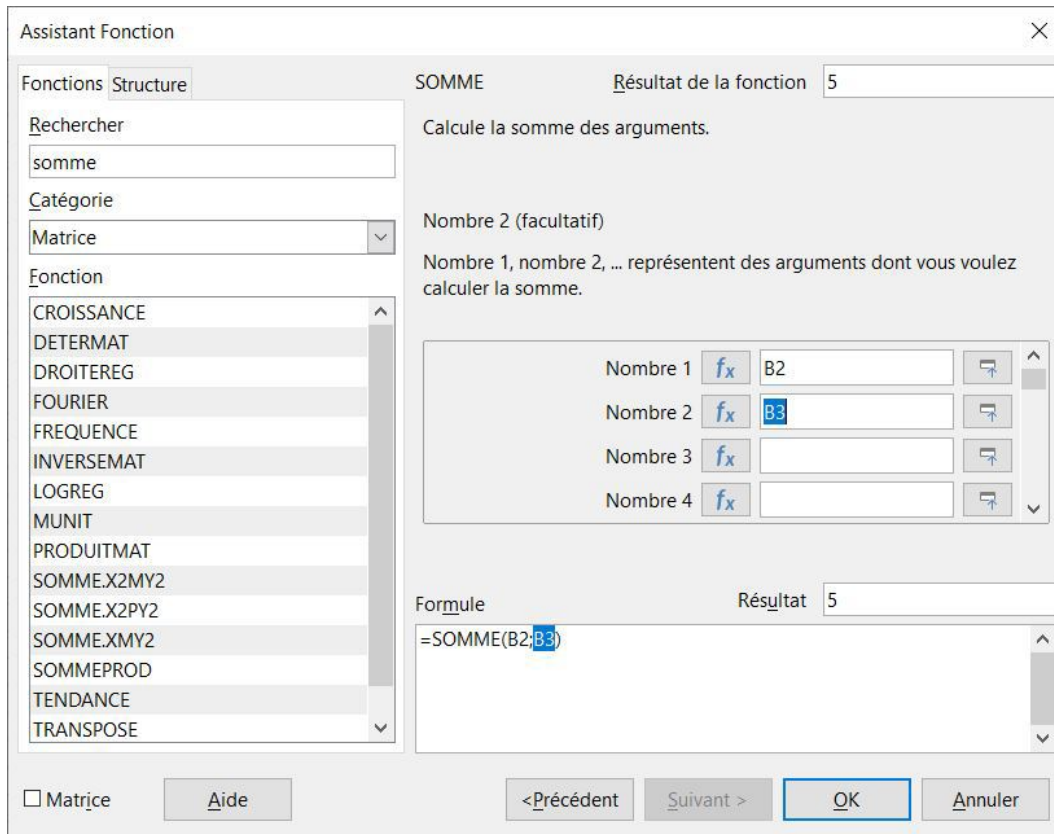 Assistant Fonction
Fonctions Structure
Rechercher
somme
Catégorie
Matrice
Fonction
CROISSANCE
DETERMAT
DROITEREG
FOURIER
FREQUENCE
INVERSEMAT
LOGREG
MUNIT
PRODUITMAT
SOMME.X2MY2
SOMME.X2PY2
SOMME.XMY2
SOMMEPROD
TENDANCE
TRANSPOSE
SOMME Résultat de la fonction 5
Calcule la somme des arguments.
Nombre 2 (facultatif)
Nombre 1, nombre 2, ... représentent des arguments dont vous voulez
calculer la somme.
Nombre 1 fx B2
Nombre 2 fx B3
Nombre 3 fx
Nombre 4 fx
Formule Résultat 5
=SOMME(B2;B3)
Matrice Aide <Précédent Suivant > OK Annuler